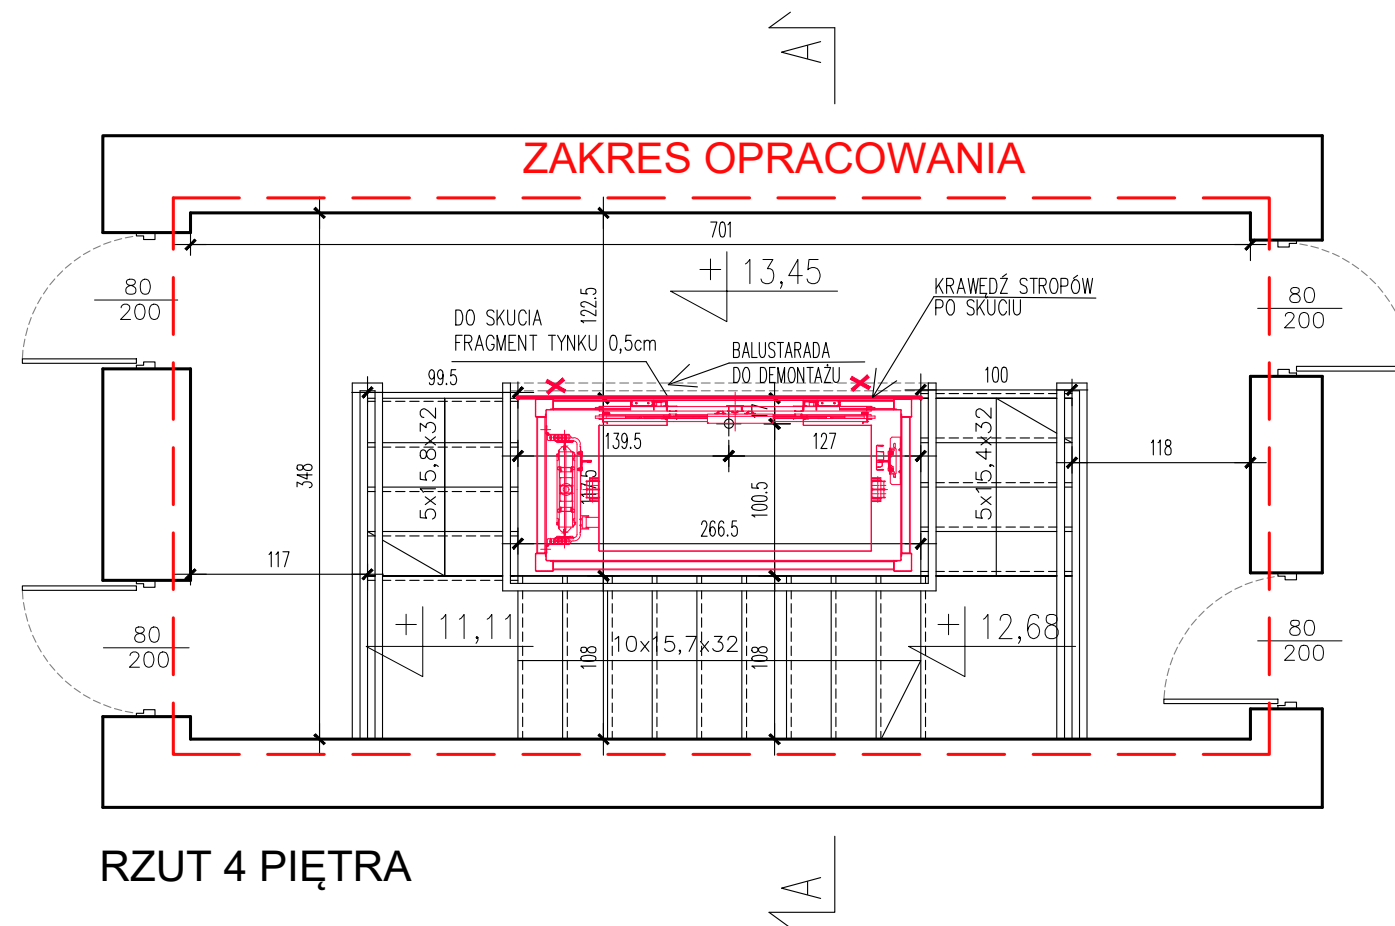 A
ZAKRES OPRACOWANIA
701
+ 13,45
80
200
122.5
KRAWĘDŹ STROPÓW
PO SKUCIU
80
200
DO SKUCIA
FRAGMENT TYNKU 0,5cm
BALUSTARADA
DO DEMONTAŻU
99.5
100
5x15,8x32
139.5
127
5x15,4x32
118
348
117.5
100.5
266.5
117
+ 11,11
10x15,7x32
+ 12,68
80
200
108
108
80
200
RZUT 4 PIĘTRA
A